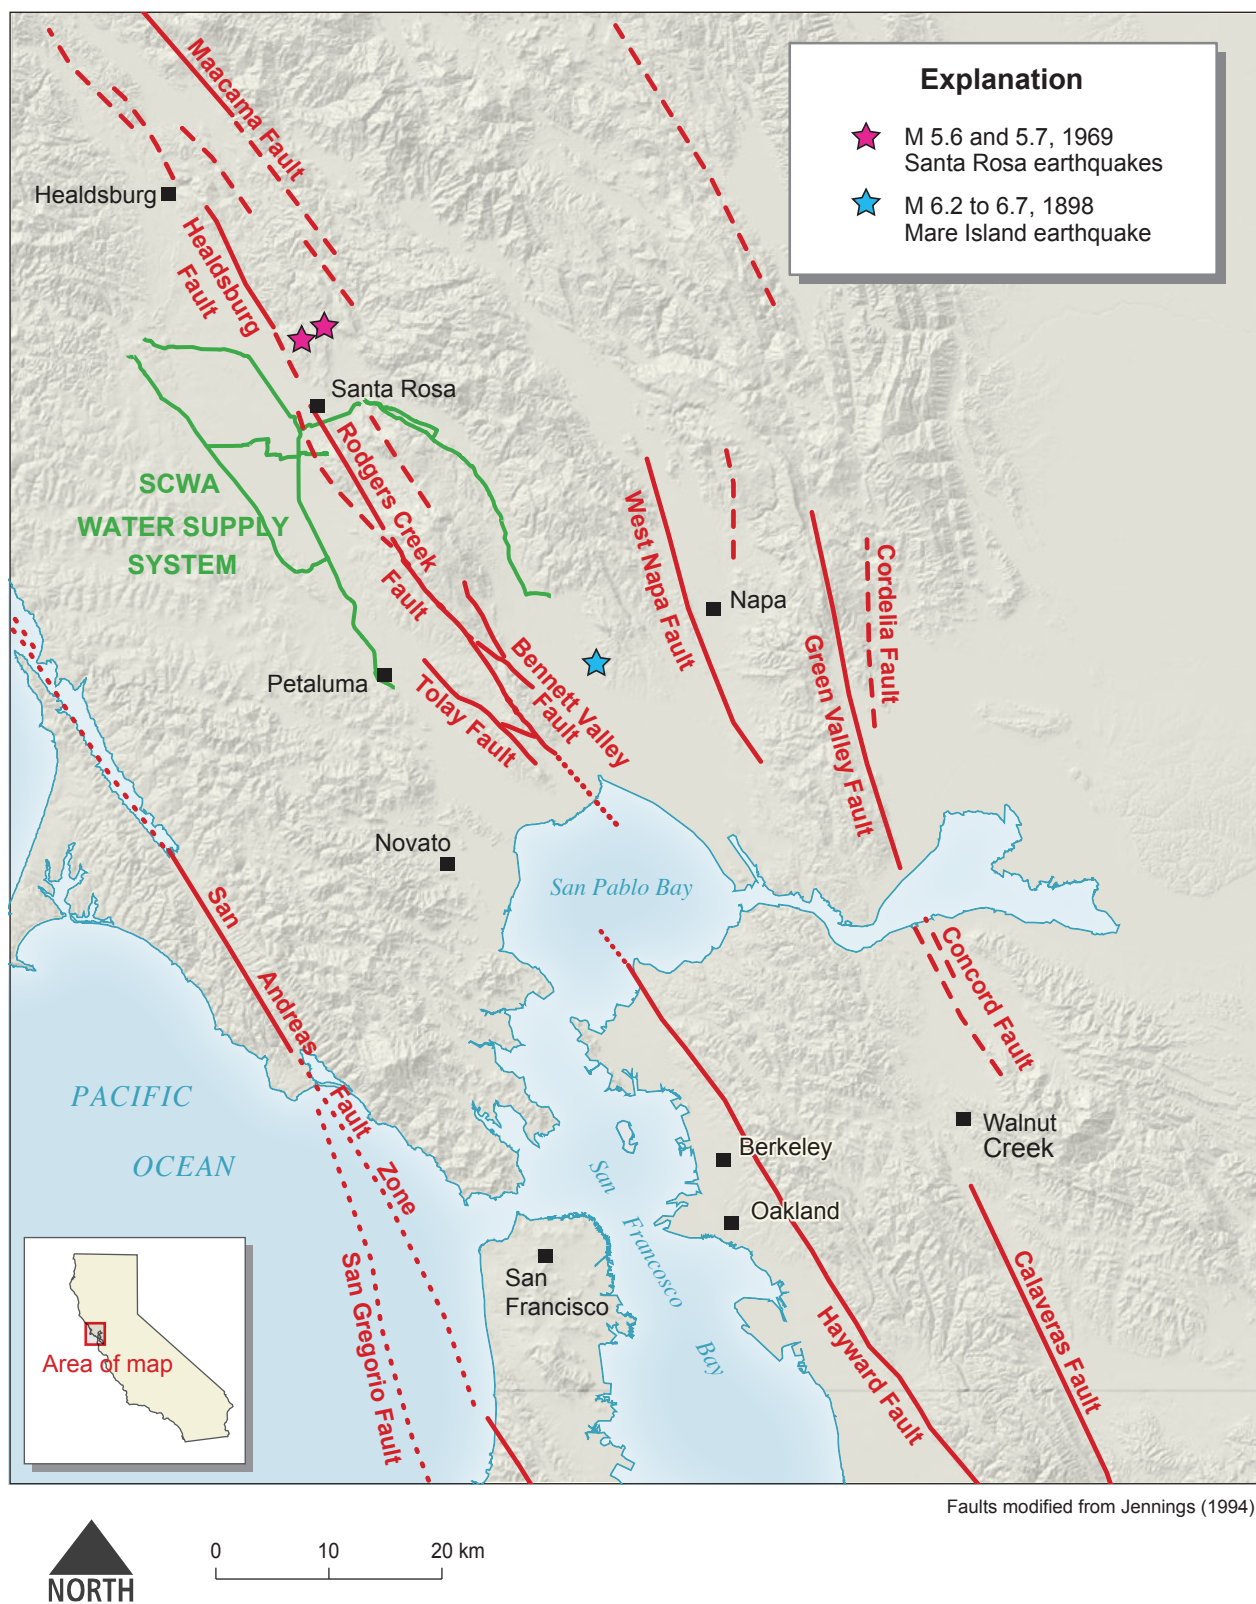 Explanation
M 5.6 and 5.7, 1969
Santa Rosa earthquakes
M 6.2 to 6.7, 1898
Mare Island earthquake
Maacama Fault
Healdsburg
Healdsburg
Fault
Santa Rosa
Rodgers Creek
Fault
SCWA
WATER SUPPLY
SYSTEM
West Napa Fault
Napa
Cordelia Fault
Green Valley Fault
Bennett Valley
Fault
Petaluma
Tolay Fault
Novato
San Pablo Bay
San
Andreas
Fault
Zone
Concord Fault
PACIFIC
OCEAN
Walnut
Creek
Berkeley
Oakland
San
Francosco
Bay
San
Francisco
San Gregorio Fault
Hayward Fault
Calaveras Fault
Area of map
Faults modified from Jennings (1994)
NORTH
0 10 20 km